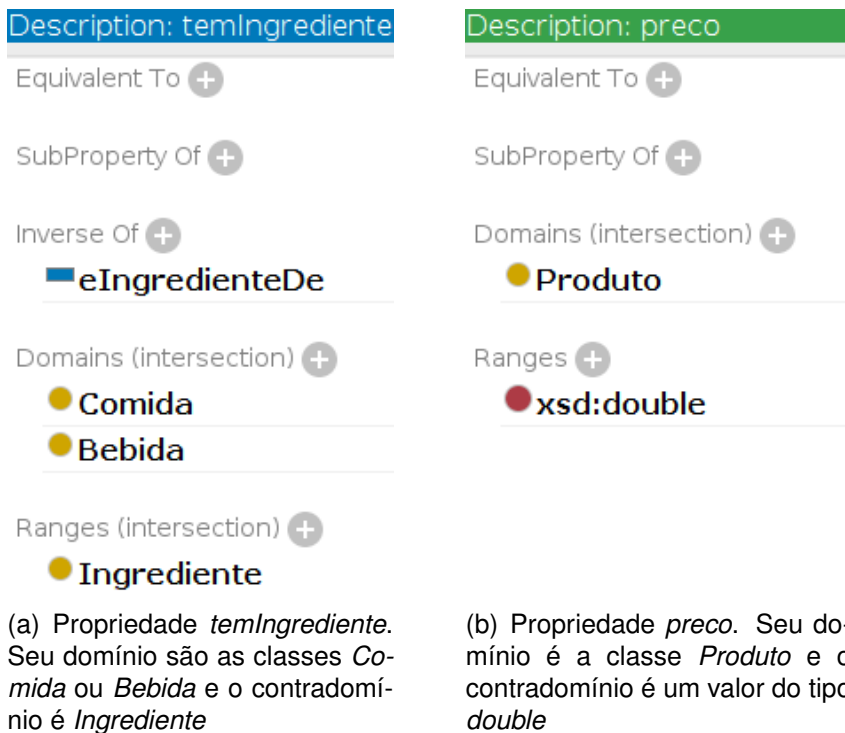 Description: temIngrediente
Equivalent To
SubProperty Of
Inverse Of
eIngredienteDe
Domains (intersection)
Comida
Bebida
Ranges (intersection)
Ingrediente
(a) Propriedade temIngrediente.
Seu domínio são as classes Co-
mida ou Bebida e o contradomí-
nio é Ingrediente
Description: preco
Equivalent To
SubProperty Of
Domains (intersection)
Produto
Ranges
xsd:double
(b) Propriedade preco. Seu do-
mínio é a classe Produto e o
contradomínio é um valor do tipo
double